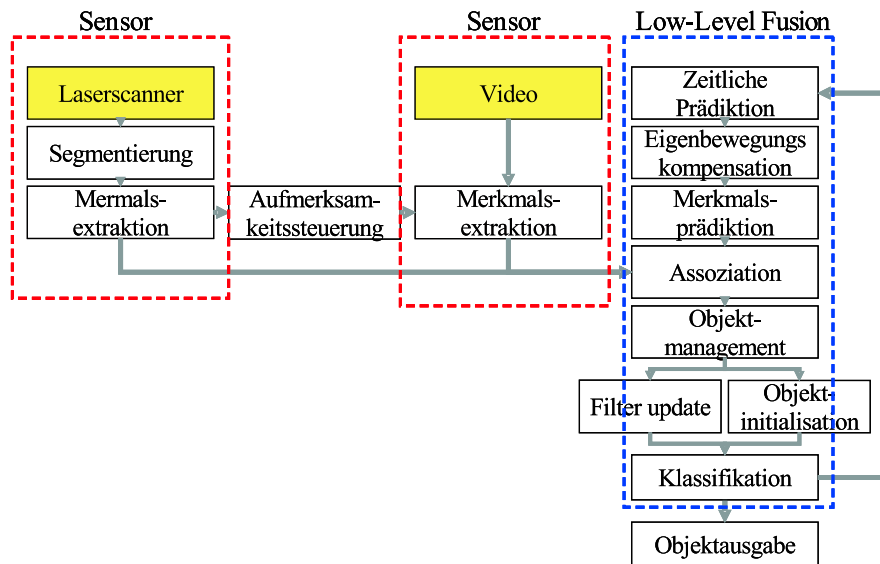 Sensor
Laserscanner
Segmentierung
Mermals-
extraktion
Aufmerksam-
keitssteuerung
Sensor
Video
Merkmals-
extraktion
Low-Level Fusion
Zeitliche
Prädiktion
Eigenbewegungs
kompensation
Merkmals-
prädiktion
Assoziation
Objekt-
management
Filter update
Objekt-
initialisation
Klassifikation
Objektausgabe